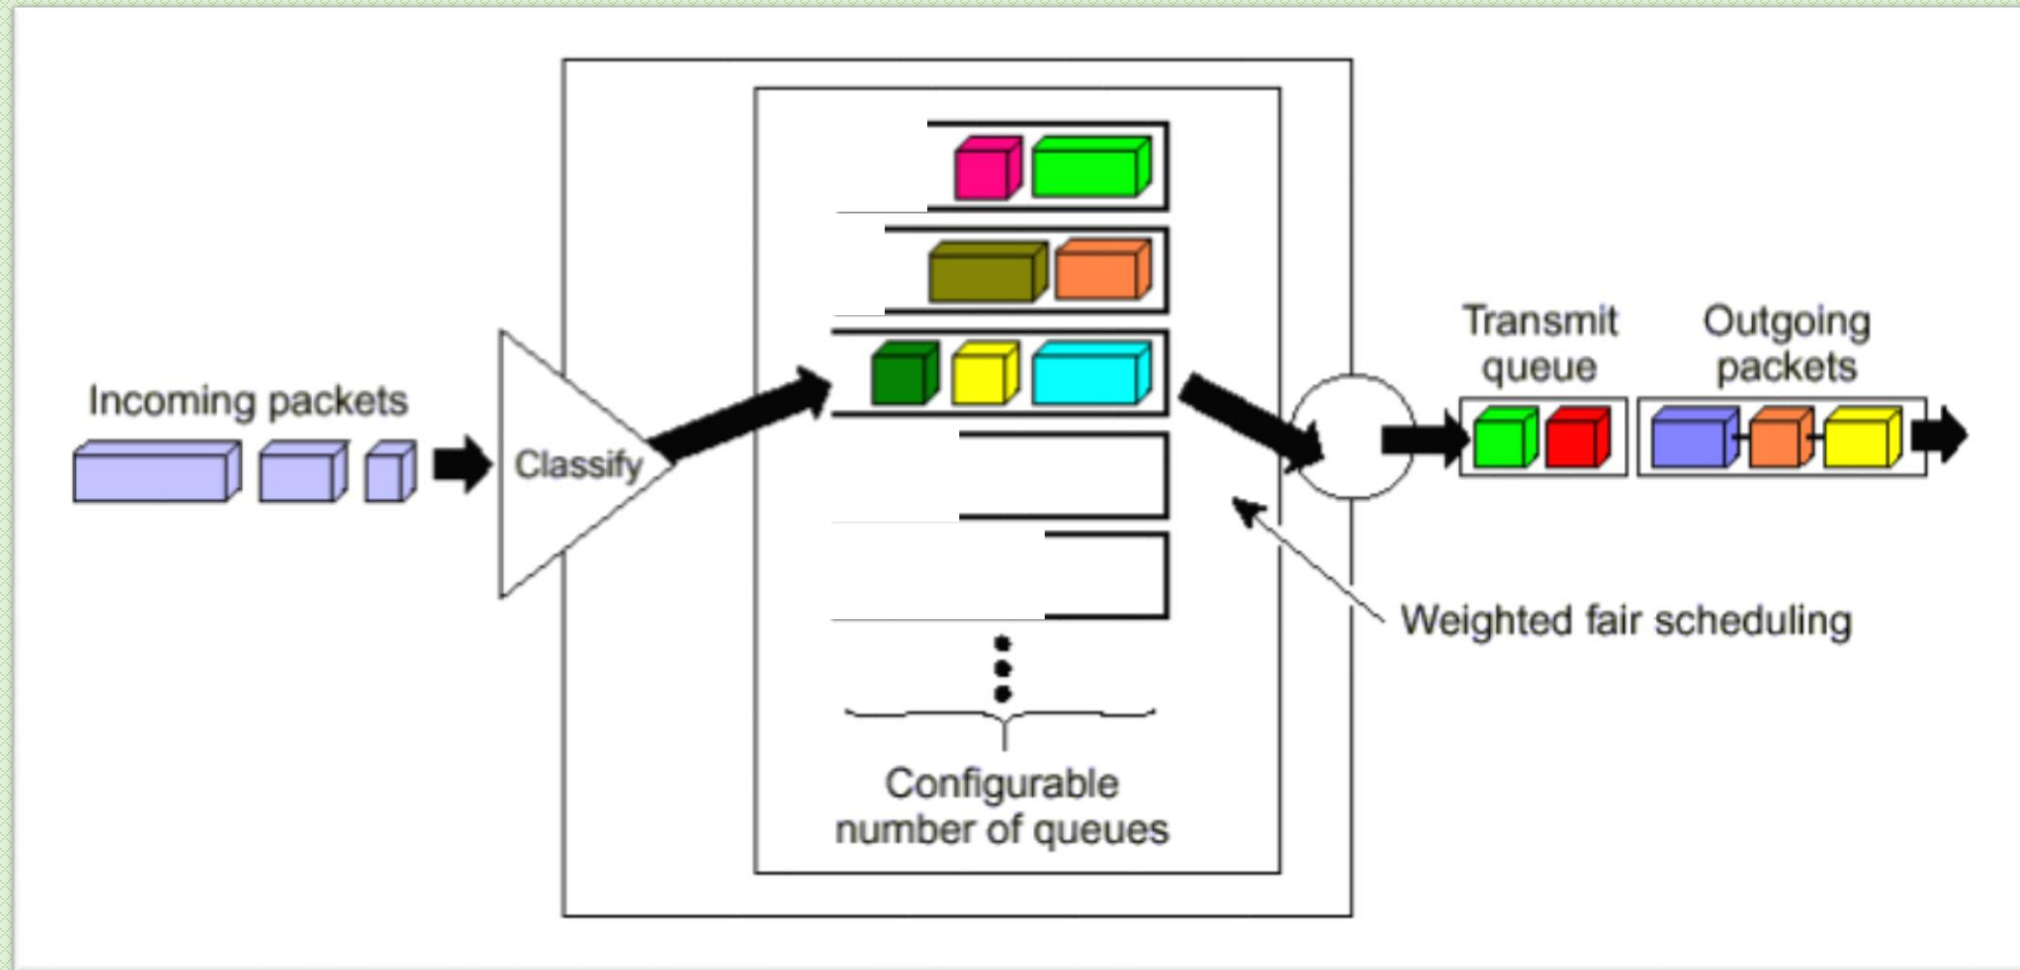 Incoming packets
Classify
Transmit
queue
Outgoing
packets
Weighted fair scheduling
Configurable
number of queues